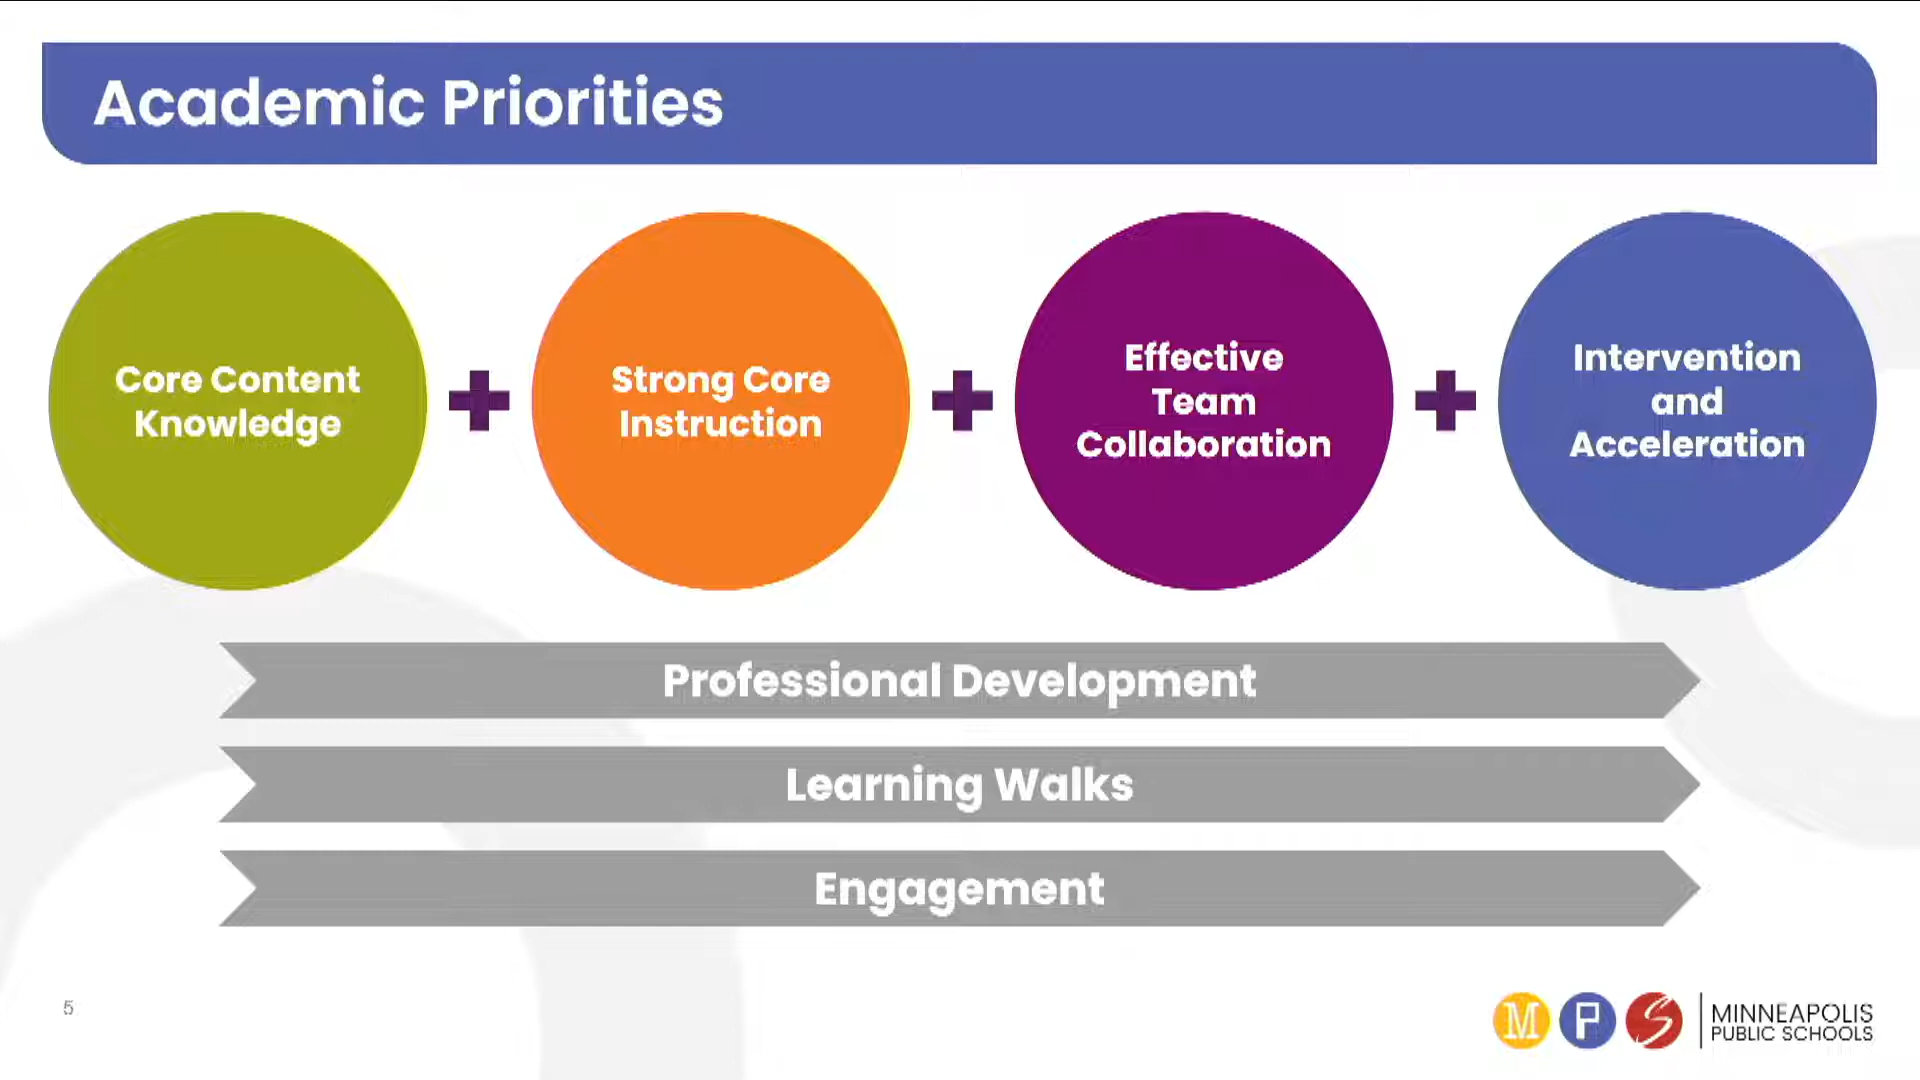 Academic Priorities
Core Content
Knowledge
Strong Core
Instruction
Effective
Team
Collaboration
Intervention
and
Acceleration
Professional Development
Learning Walks
Engagement
5
M P S
MINNEAPOLIS
PUBLIC SCHOOLS